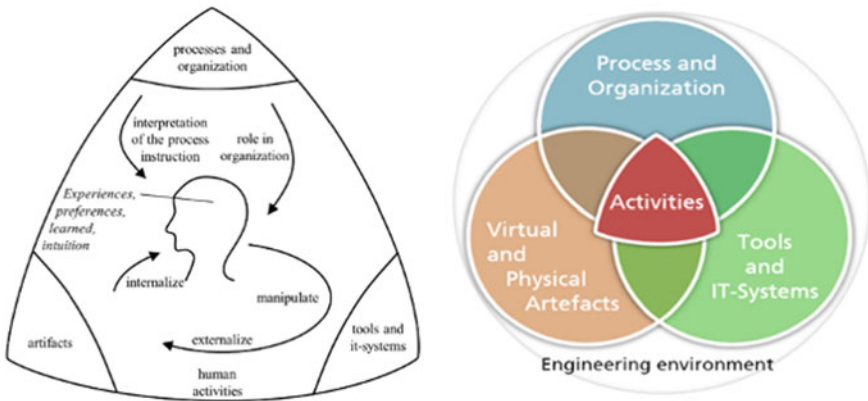 processes and
organization
interpretation
of the process
instruction
role in
organization
Experiences,
preferences,
learned,
intuition
internalize
manipulate
externalize
artifacts
tools and
it-systems
human
activities
Process and
Organization
Activities
Virtual
and
Physical
Artefacts
Tools
and
IT-Systems
Engineering environment